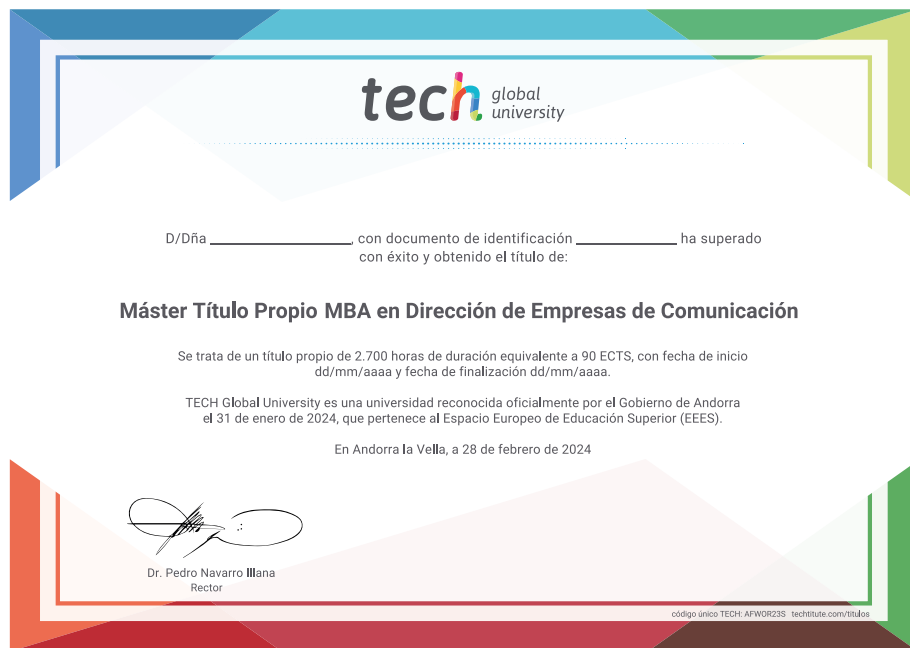 tech global
university
D/Dña ____________________, con documento de identificación ______________ ha superado
con éxito y obtenido el título de:
Máster Título Propio MBA en Dirección de Empresas de Comunicación
Se trata de un título propio de 2.700 horas de duración equivalente a 90 ECTS, con fecha de inicio
dd/mm/aaaa y fecha de finalización dd/mm/aaaa.
TECH Global University es una universidad reconocida oficialmente por el Gobierno de Andorra
el 31 de enero de 2024, que pertenece al Espacio Europeo de Educación Superior (EEES).
En Andorra la Vella, a 28 de febrero de 2024
Dr. Pedro Navarro Illana
Rector
código único TECH: AFWOR23S techtitute.com/titulos